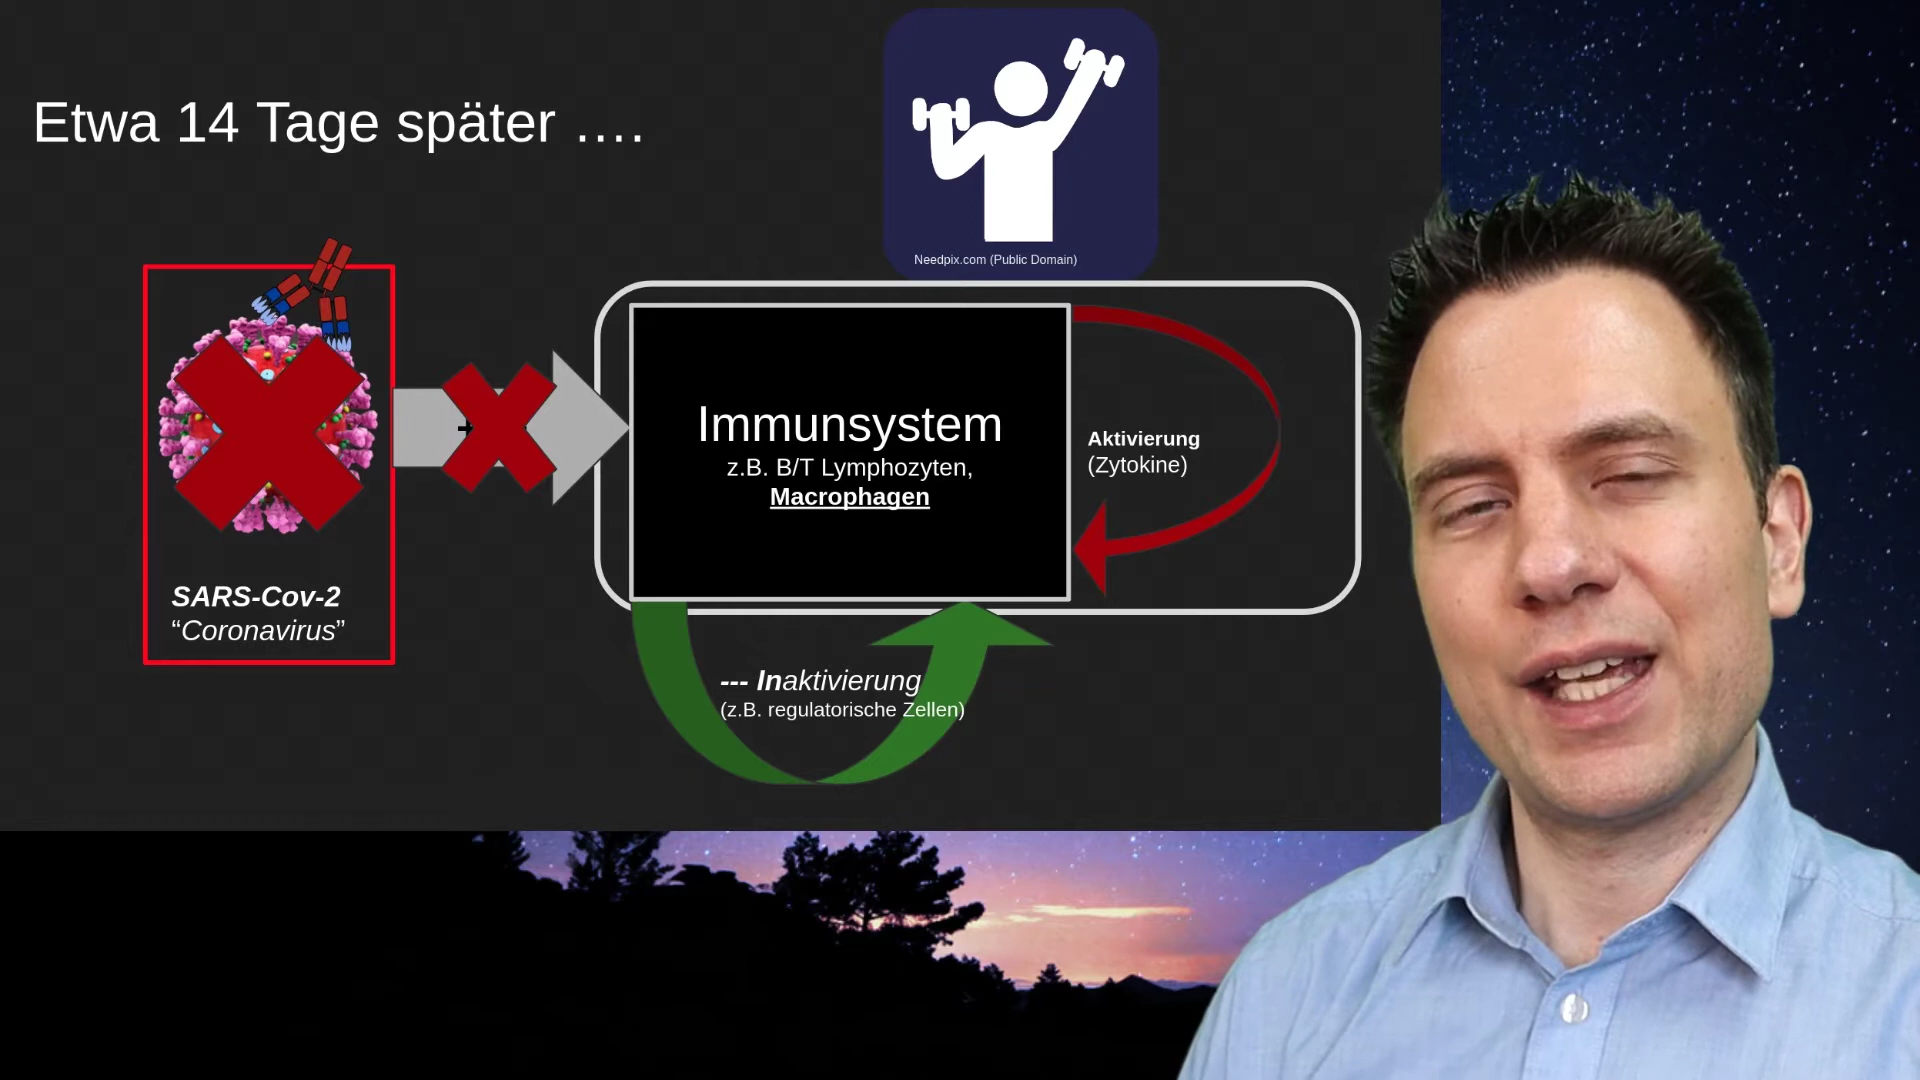 Etwa 14 Tage später ….
Needpix.com (Public Domain)
Immunsystem
z.B. B/T Lymphozyten,
Macrophagen
Aktivierung
(Zytokine)
SARS-Cov-2
“Coronavirus”
--- Inaktivierung
(z.B. regulatorische Zellen)